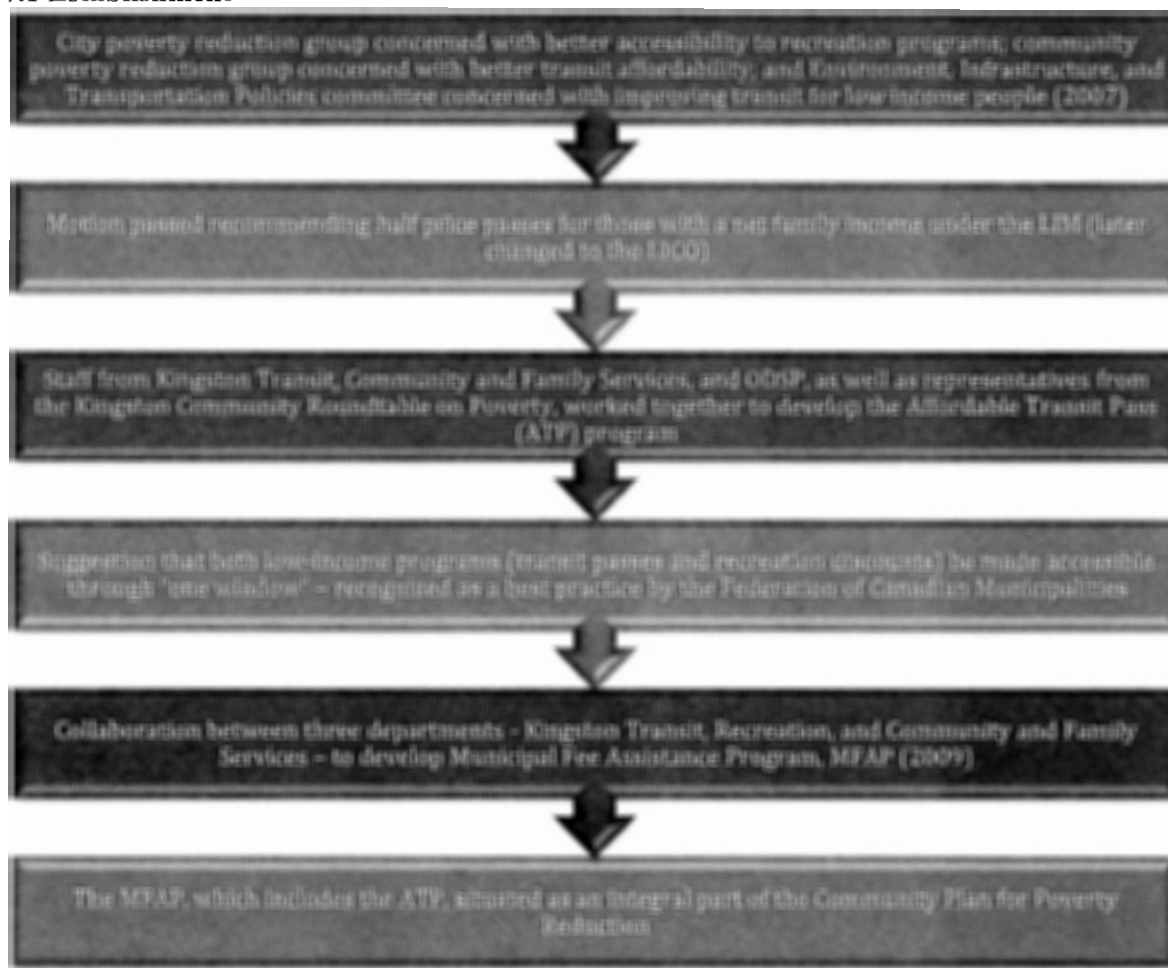 City poverty reduction group concerned with better accessibility to recreation programs; community
poverty reduction group concerned with better transit affordability; and Environment, Infrastructure, and
Transportation Policies committee concerned with improving transit for low income people (2007)
Motion passed recommending half price passes for those with a net family income under the LIM (later
changed to the LICO)
Staff from Kingston Transit, Community and Family Services, and ODSP, as well as representatives from
the Kingston Community Roundtable on Poverty, worked together to develop the Affordable Transit Pass
(ATP) program
Suggestion that both low-income programs (transit passes and recreation discounts) be made accessible
through "one window" – recognized as a best practice by the Federation of Canadian Municipalities
Collaboration between three departments - Kingston Transit, Recreation, and Community and Family
Services – to develop Municipal Fee Assistance Program, MFAP (2009)
The MFAP, which includes the ATP, situated as an integral part of the Community Plan for Poverty
Reduction